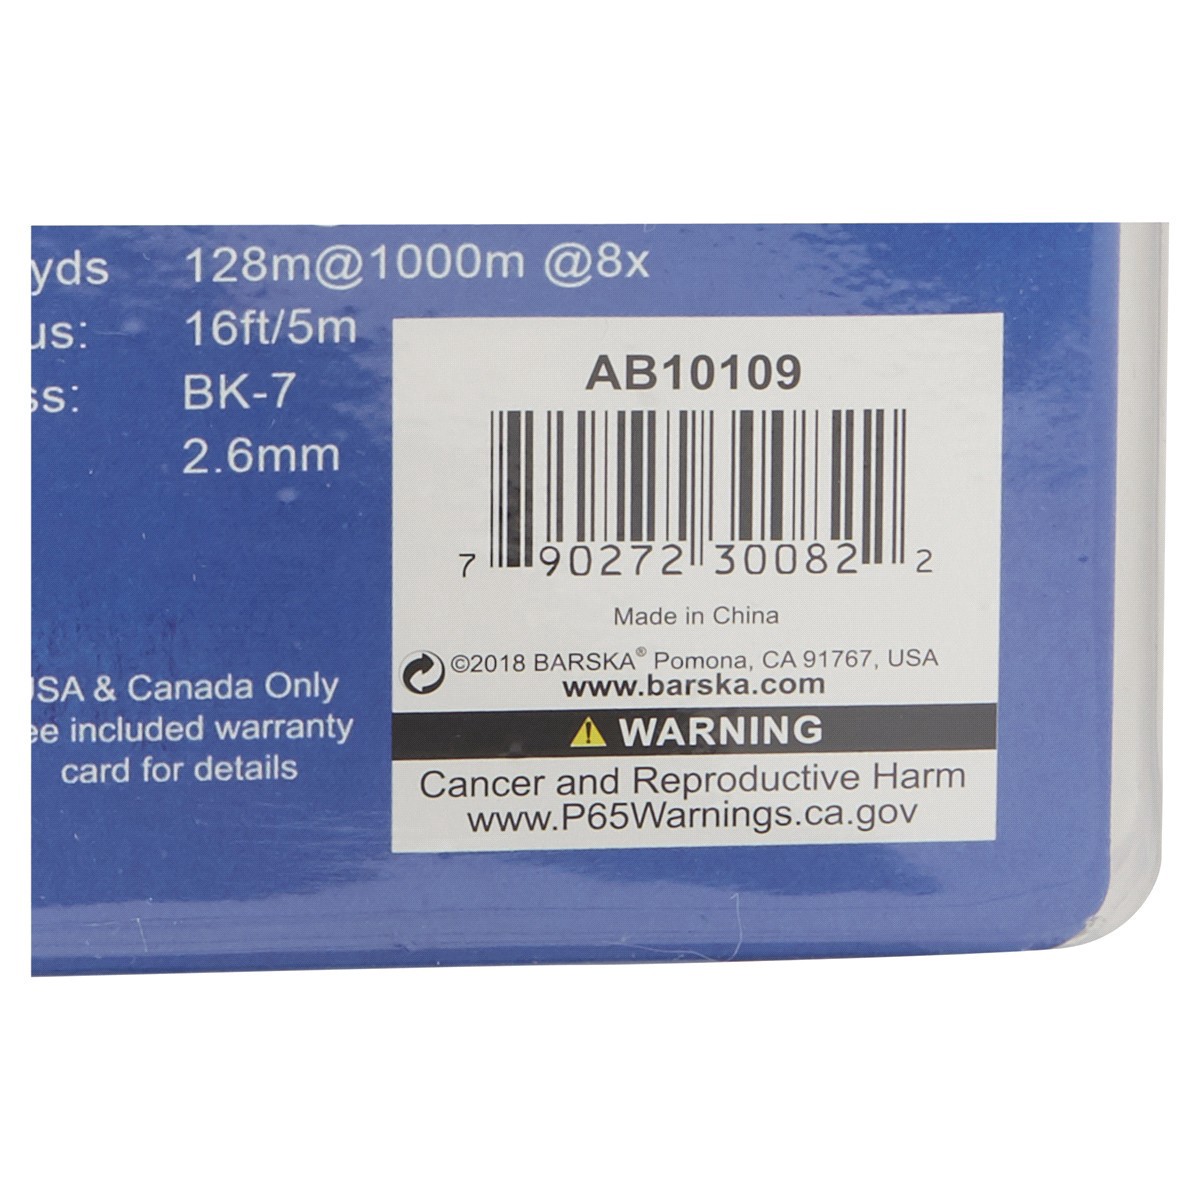 yds 128m@1000m @8x
us: 16ft/5m
ss: BK-7
2.6mm
USA & Canada Only
ee included warranty
card for details
AB10109
7 90272 30082 2
Made in China
©2018 BARSKA® Pomona, CA 91767, USA
www.barska.com
WARNING
Cancer and Reproductive Harm
www.P65Warnings.ca.gov